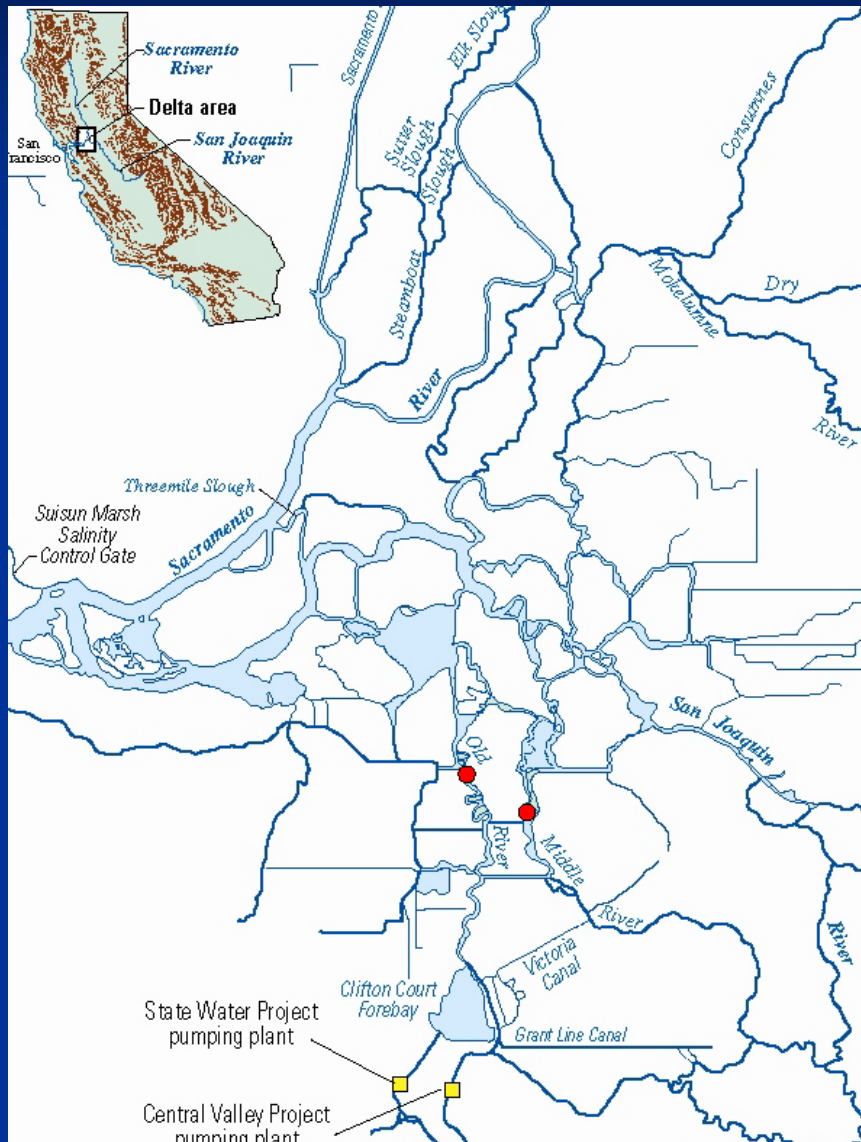 Sacramento
River
Delta area
San
rancisco
San Joaquin
River
Sacramento
Elk Sloug
Sutter
Slough
Slough
Steamboat
River
Consumnes
Dry
Mokelumne
River
Threemile Slough
Suisun Marsh
Salinity
Control Gate
Sacramento
San Joaquin
Old
River
Middle
River
River
Victoria
Canal
Clifton Court
Forebay
Grant Line Canal
State Water Project
pumping plant
Central Valley Project
pumping plant